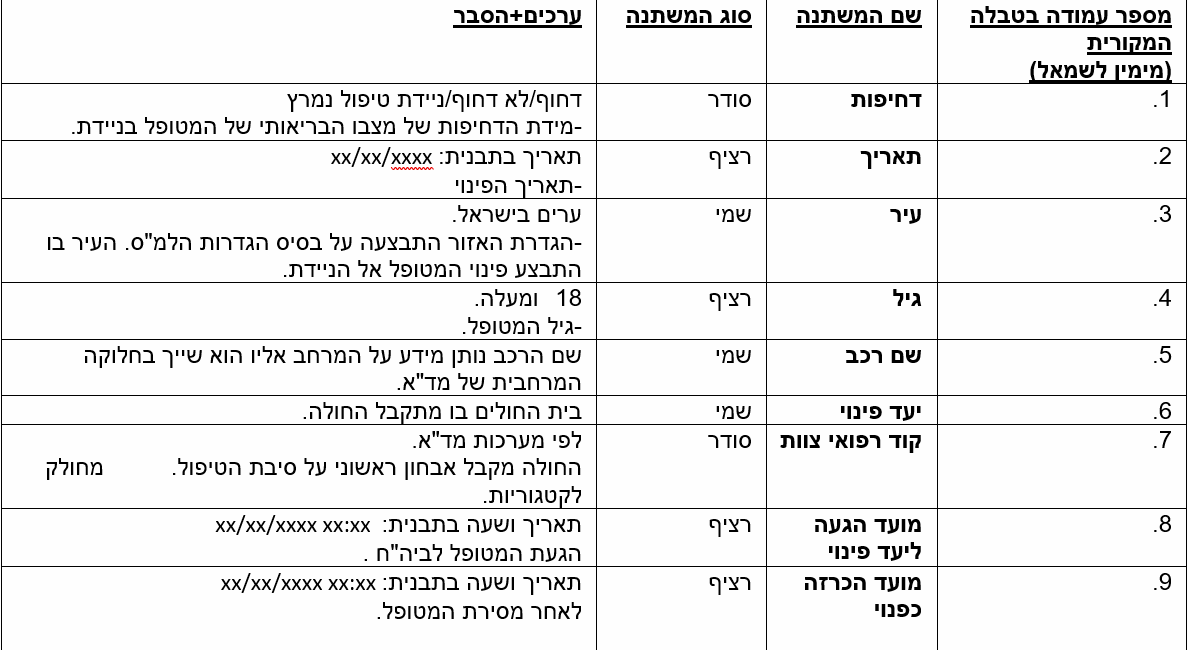 מספר עמודה בטבלה
המקורית
(מימין לשמאל)
שם המשתנה
סוג המשתנה
ערכים+הסבר
1.
דחיפות
סודר
דחוף/לא דחוף/ניידת טיפול נמרץ
-מידת הדחיפות של מצבו הבריאותי של המטופל בניידת.
2.
תאריך
רציף
תאריך בתבנית: xx/xx/xxxx
-תאריך הפינוי
3.
עיר
שמי
ערים בישראל.
-הגדרת האזור התבצעה על בסיס הגדרות הלמ"ס. העיר בו
התבצע פינוי המטופל אל הניידת.
4.
גיל
רציף
18 ומעלה.
-גיל המטופל.
5.
שם רכב
שמי
שם הרכב נותן מידע על המרחב אליו הוא שייך בחלוקה
המרחבית של מד"א.
6.
יעד פינוי
שמי
בית החולים בו מתקבל החולה.
7.
קוד רפואי צוות
סודר
לפי מערכות מד"א.
החולה מקבל אבחון ראשוני על סיבת הטיפול. מחולק
לקטגוריות.
8.
מועד הגעה
ליעד פינוי
רציף
תאריך ושעה בתבנית: xx/xx/xxxx xx:xx
הגעת המטופל לביה"ח .
9.
מועד הכרזה
כפנוי
רציף
תאריך ושעה בתבנית: xx/xx/xxxx xx:xx
לאחר מסירת המטופל.